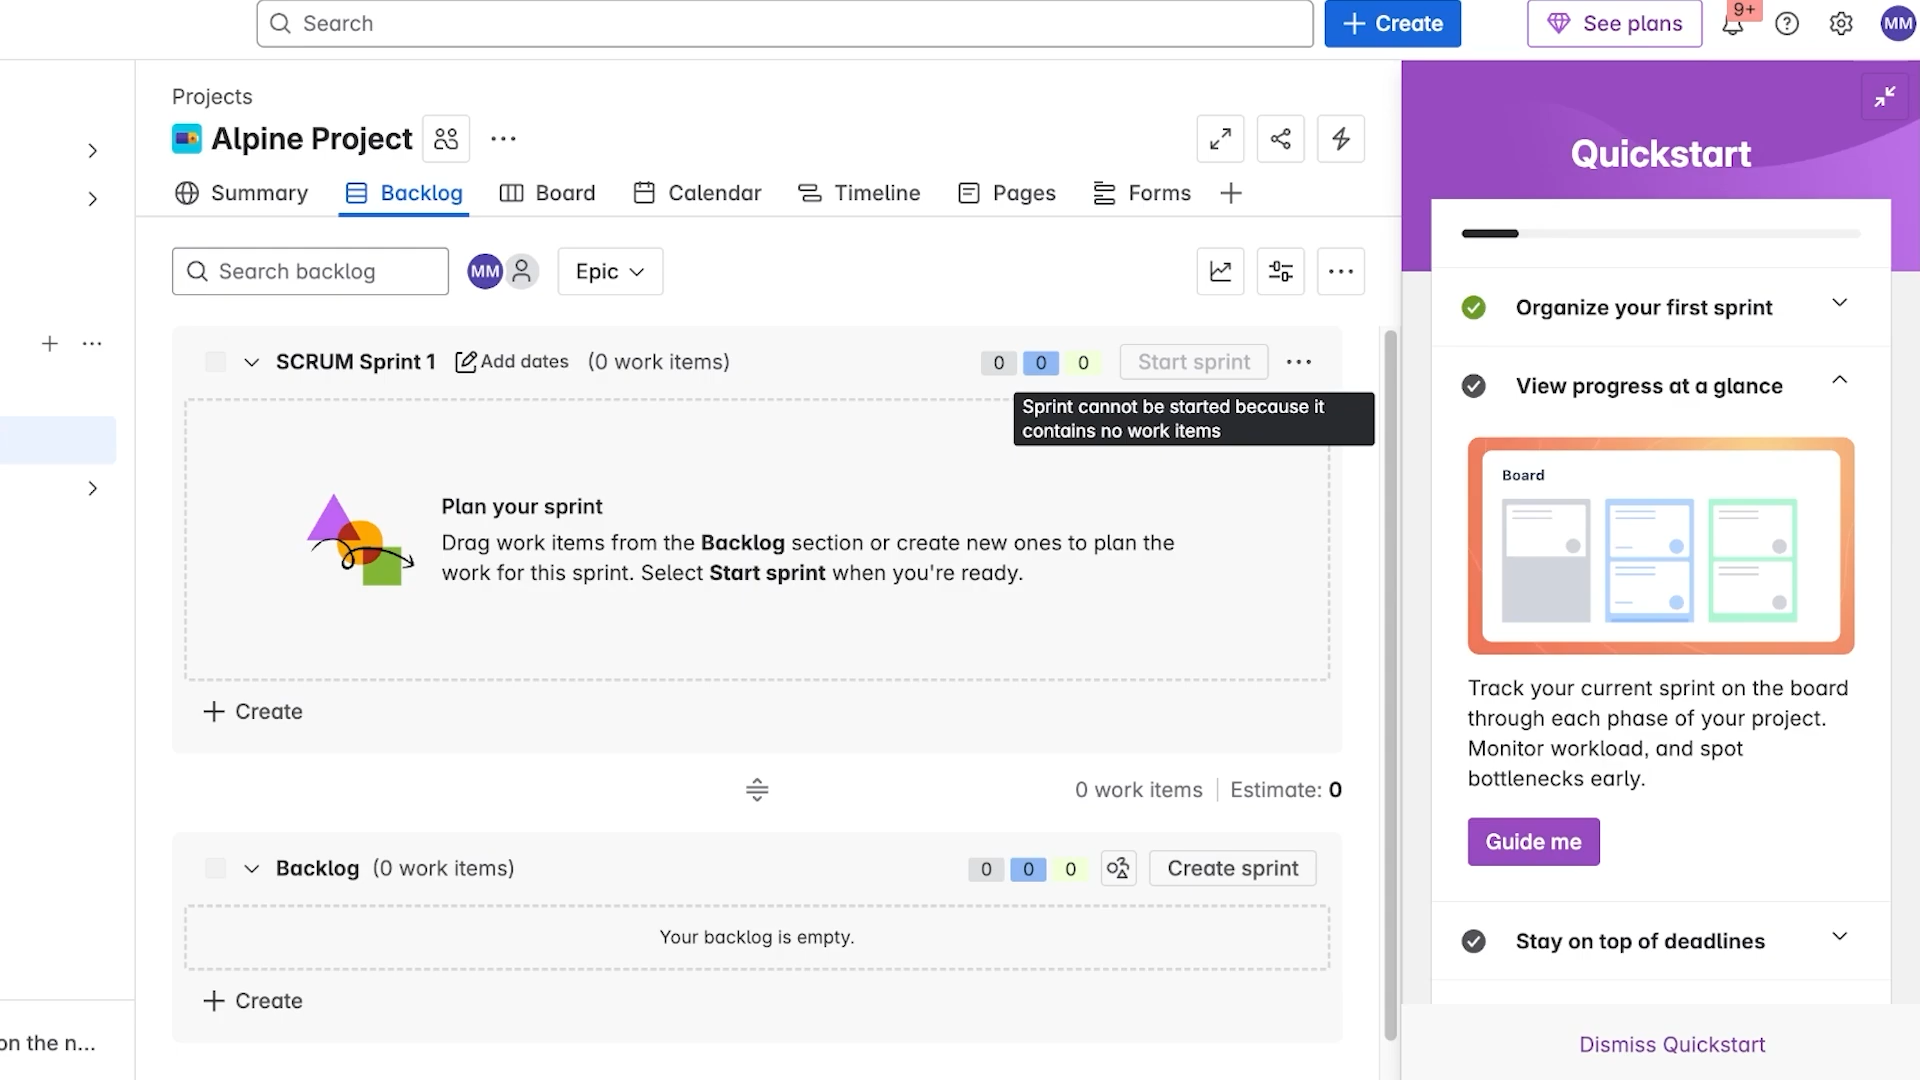 Search
Create
See plans
9+
MM
Projects
Alpine Project
Summary
Backlog
Board
Calendar
Timeline
Pages
Forms
Search backlog
MM
Epic
SCRUM Sprint 1
Add dates
(0 work items)
0
0
0
Start sprint
Sprint cannot be started because it
contains no work items
Plan your sprint
Drag work items from the Backlog section or create new ones to plan the
work for this sprint. Select Start sprint when you're ready.
Create
0 work items
Estimate: 0
Backlog (0 work items)
0
0
0
Create sprint
Your backlog is empty.
Create
on the n...
Quickstart
Organize your first sprint
View progress at a glance
Board
Track your current sprint on the board
through each phase of your project.
Monitor workload, and spot
bottlenecks early.
Guide me
Stay on top of deadlines
Dismiss Quickstart